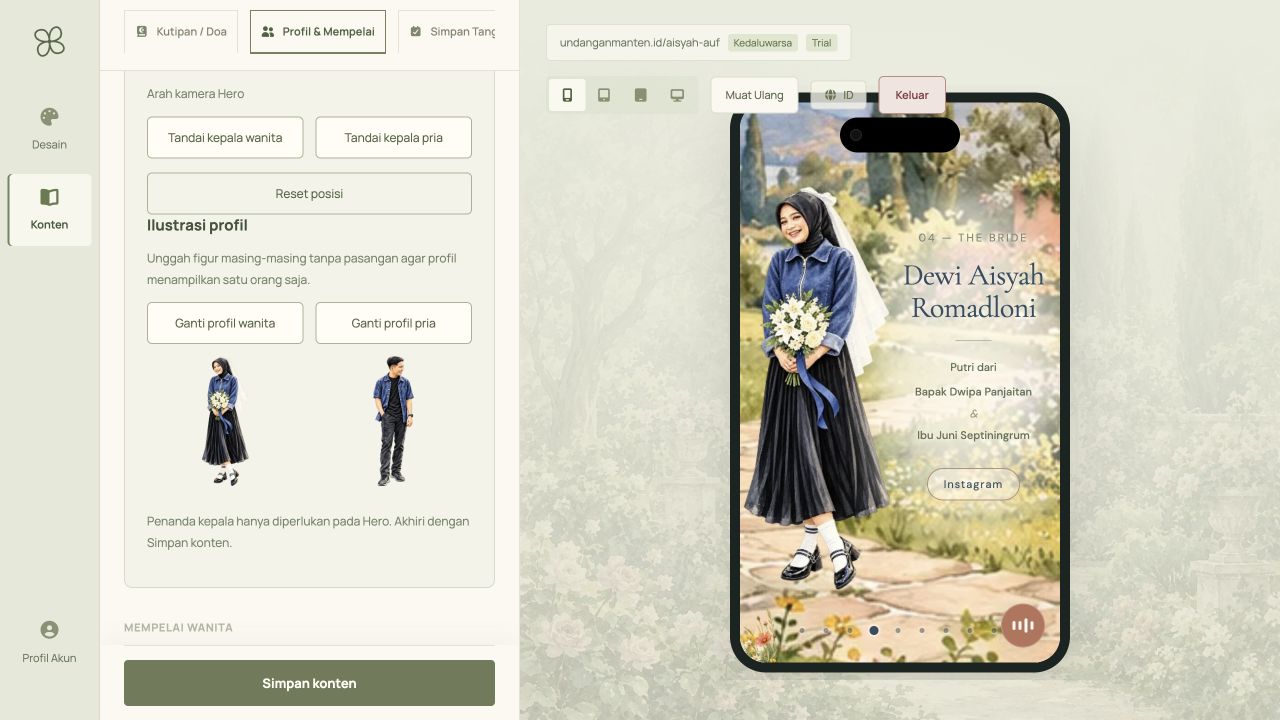 Desain
Konten
Profil Akun
Kutipan / Doa
Profil & Mempelai
Simpan Tang
Arah kamera Hero
Tandai kepala wanita
Tandai kepala pria
Reset posisi
Ilustrasi profil
Unggah figur masing-masing tanpa pasangan agar profil
menampilkan satu orang saja.
Ganti profil wanita
Ganti profil pria
Penanda kepala hanya diperlukan pada Hero. Akhiri dengan
Simpan konten.
MEMPELAI WANITA
Simpan konten
undanganmanten.id/aisyah-auf
Kedaluwarsa
Trial
Muat Ulang
ID
Keluar
04 — THE BRIDE
Dewi Aisyah
Romadloni
Putri dari
Bapak Dwipa Panjaitan
&
Ibu Juni Septiningrum
Instagram